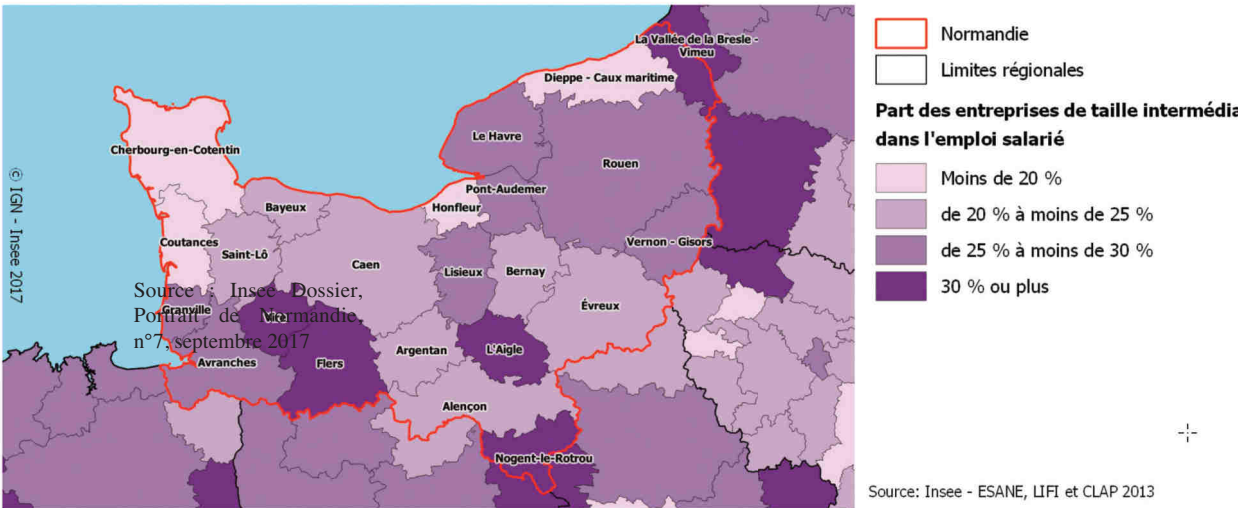 La Vallée de la Bresle -
Vimeu
Dieppe - Caux maritime
Cherbourg-en-Cotentin
Le Havre
Rouen
Pont-Audemer
Bayeux
Honfleur
Coutances
Saint-Lô
Caen
Vernon - Gisors
Lisieux
Bernay
Évreux
Granville
Vire
Argentan
L'Aigle
Avranches
Flers
Alençon
Nogent-le-Rotrou
Source : Insee Dossier,
Portrait de Normandie,
n°7, septembre 2017
© IGN - Insee 2017
Normandie
Limites régionales
Part des entreprises de taille intermédia
dans l'emploi salarié
Moins de 20 %
de 20 % à moins de 25 %
de 25 % à moins de 30 %
30 % ou plus
Source: Insee - ESANE, LIFI et CLAP 2013